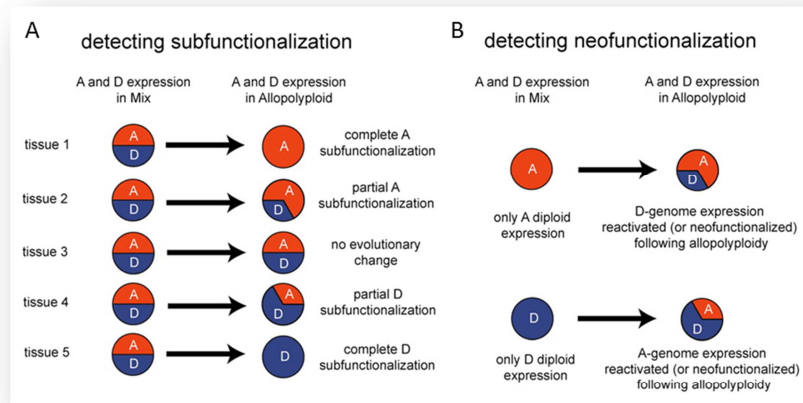 A
detecting subfunctionalization
A and D expression
in Mix
A and D expression
in Allopolyploid
tissue 1
A
D
A
complete A
subfunctionalization
tissue 2
A
D
A
D
partial A
subfunctionalization
tissue 3
A
D
A
D
no evolutionary
change
tissue 4
A
D
A
D
partial D
subfunctionalization
tissue 5
A
D
D
complete D
subfunctionalization
B
detecting neofunctionalization
A and D expression
in Mix
A and D expression
in Allopolyploid
A
A
D
only A diploid
expression
D-genome expression
reactivated (or neofunctionalized)
following allopolyploidy
D
A
D
only D diploid
expression
A-genome expression
reactivated (or neofunctionalized)
following allopolyploidy